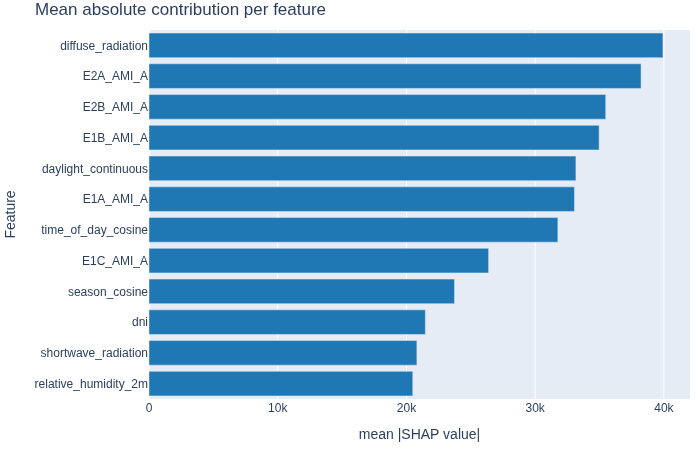 Mean absolute contribution per feature
Feature
diffuse_radiation
E2A_AMI_A
E2B_AMI_A
E1B_AMI_A
daylight_continuous
E1A_AMI_A
time_of_day_cosine
E1C_AMI_A
season_cosine
dni
shortwave_radiation
relative_humidity_2m
0 10k 20k 30k 40k
mean |SHAP value|